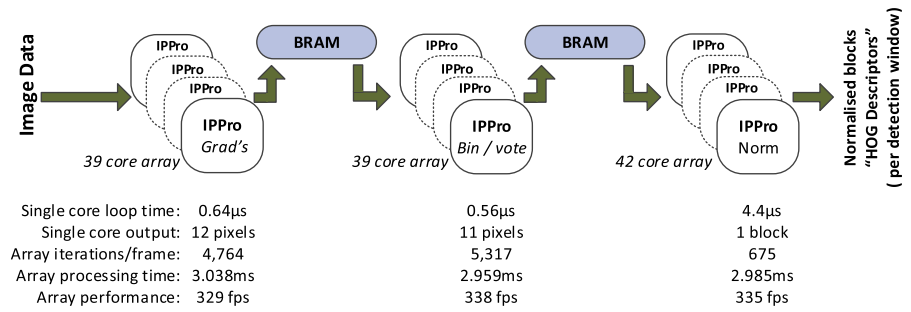 Image Data
IPPro
IPPro
IPPro
IPPro
Grad's
39 core array
BRAM
IPPro
IPPro
IPPro
IPPro
Bin / vote
39 core array
BRAM
IPPro
IPPro
IPPro
IPPro
Norm
42 core array
Normalised blocks
“HOG Descriptors”
( per detection window)
Single core loop time: 0.64µs 0.56µs 4.4µs
Single core output: 12 pixels 11 pixels 1 block
Array iterations/frame: 4,764 5,317 675
Array processing time: 3.038ms 2.959ms 2.985ms
Array performance: 329 fps 338 fps 335 fps